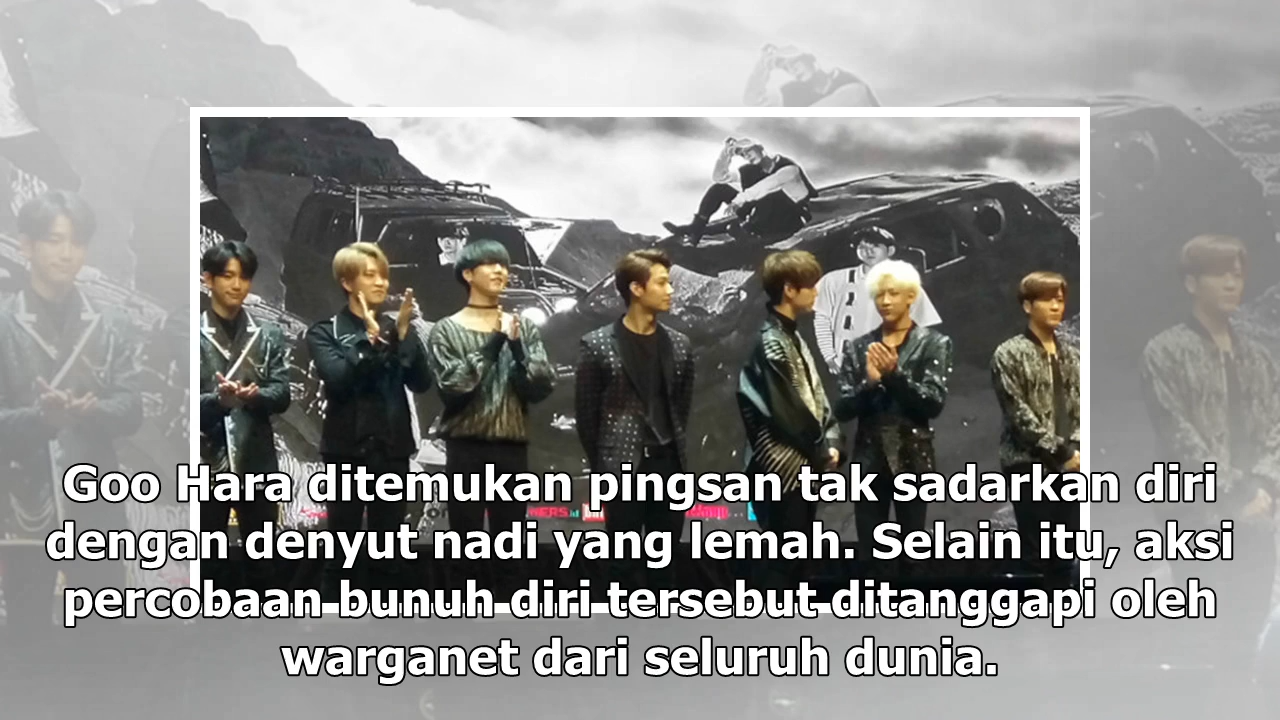 Goo Hara ditemukan pingsan tak sadarkan diri
dengan denyut nadi yang lemah. Selain itu, aksi
percobaan bunuh diri tersebut ditanggapi oleh
warganet dari seluruh dunia.